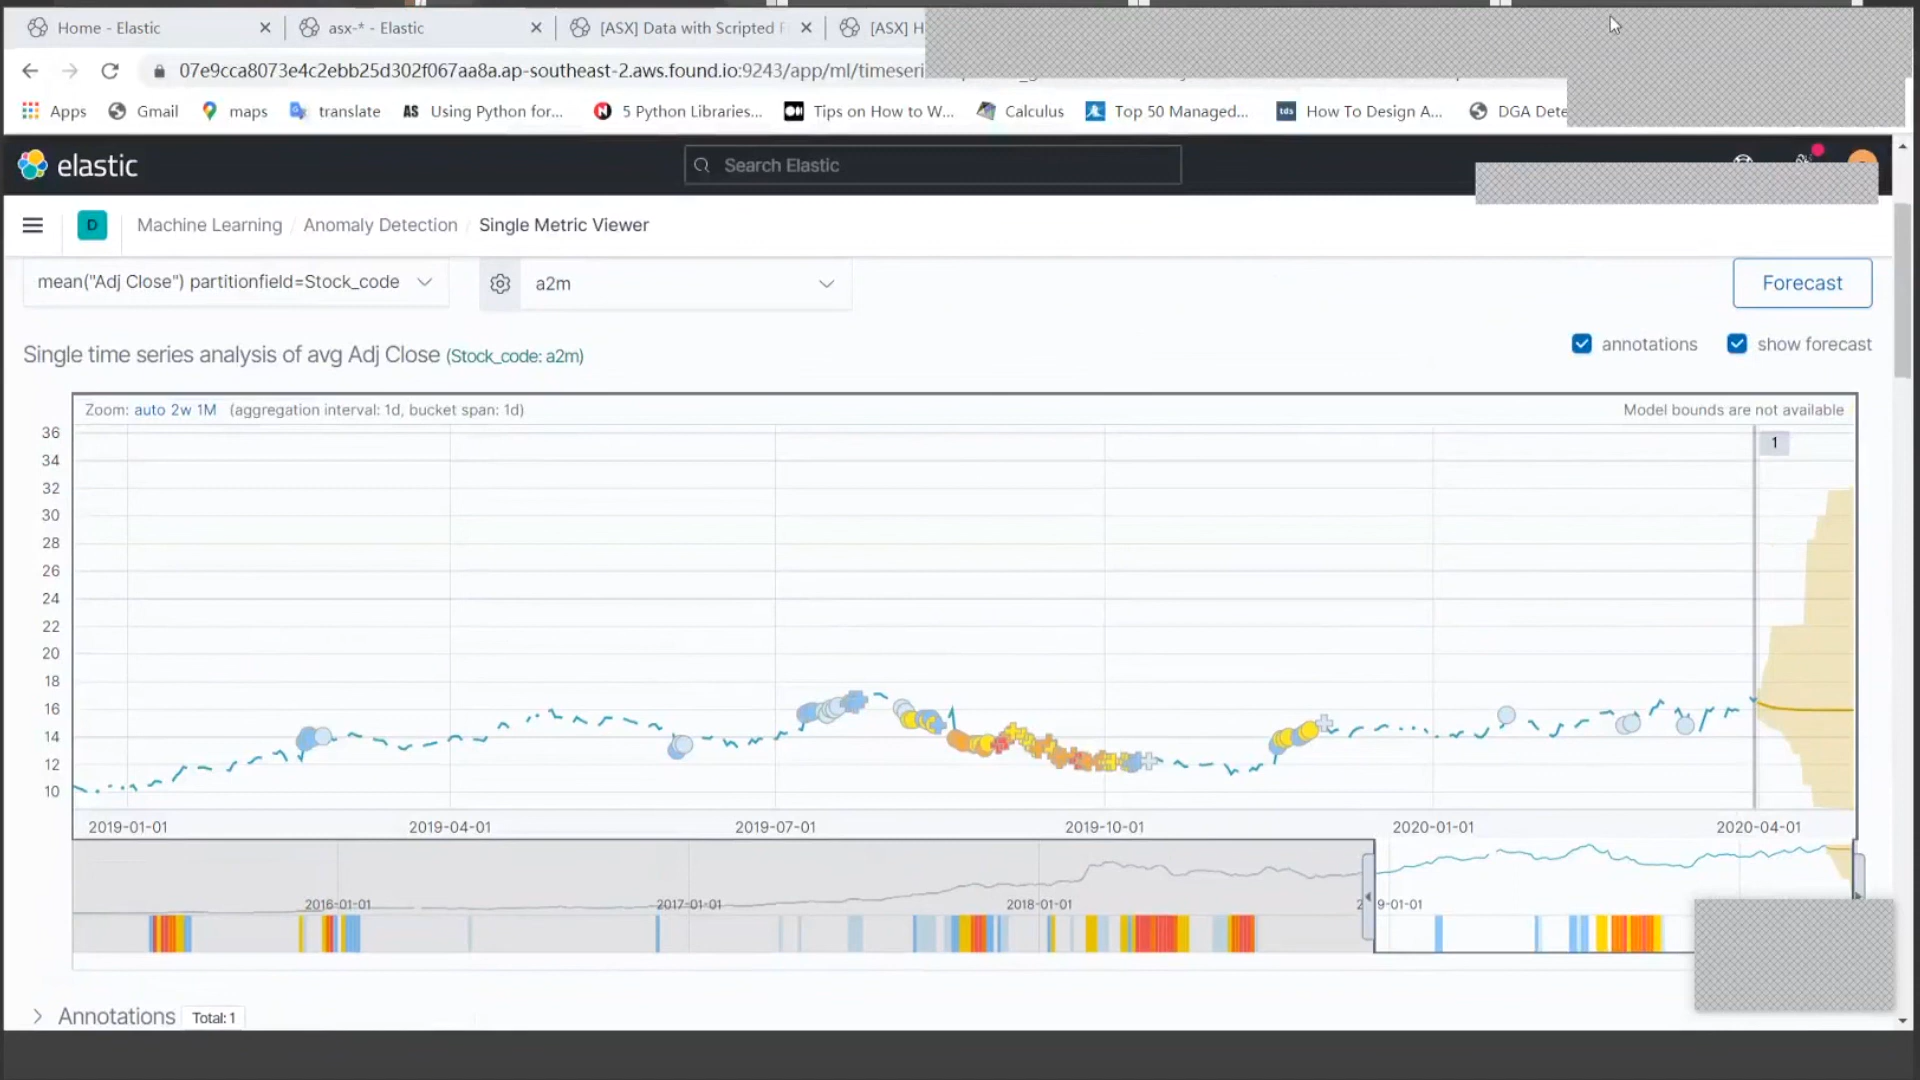 Home - Elastic
asx-* - Elastic
[ASX] Data with Scripted
[ASX] H
07e9cca8073e4c2ebb25d302f067aa8a.ap-southeast-2.aws.found.io:9243/app/ml/timeseri
Apps
Gmail
maps
translate
AS Using Python for...
5 Python Libraries...
Tips on How to W...
Calculus
Top 50 Managed...
tds How To Design A...
DGA Dete
elastic
Search Elastic
D
Machine Learning / Anomaly Detection / Single Metric Viewer
mean("Adj Close") partitionfield=Stock_code
a2m
Forecast
Single time series analysis of avg Adj Close (Stock_code: a2m)
annotations
show forecast
Zoom: auto 2w 1M (aggregation interval: 1d, bucket span: 1d)
Model bounds are not available
1
36
34
32
30
28
26
24
22
20
18
16
14
12
10
2019-01-01
2019-04-01
2019-07-01
2019-10-01
2020-01-01
2020-04-01
2016-01-01
2017-01-01
2018-01-01
9-01-01
Annotations Total: 1